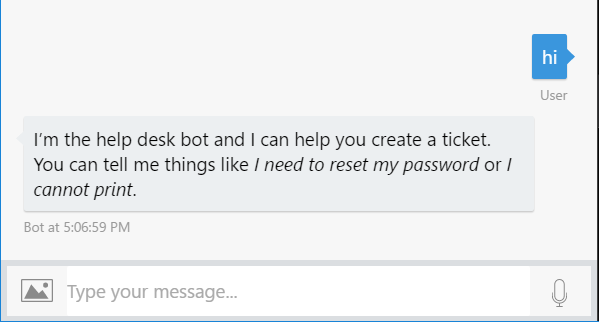 hi
User
I'm the help desk bot and I can help you create a ticket.
You can tell me things like I need to reset my password or I
cannot print.
Bot at 5:06:59 PM
Type your message...